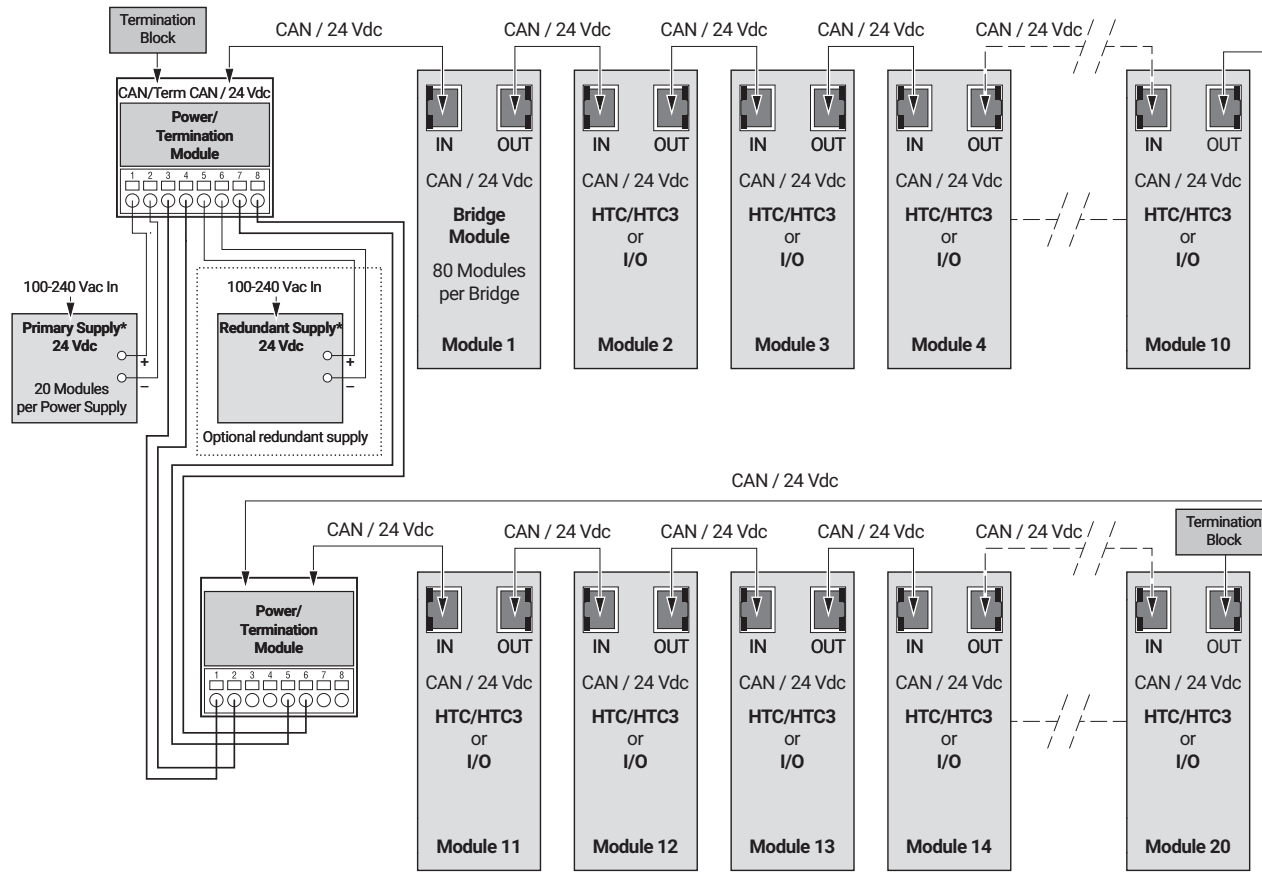 Termination
Block
CAN / 24 Vdc
CAN / 24 Vdc
CAN / 24 Vdc
CAN / 24 Vdc
CAN / 24 Vdc
CAN/Term CAN / 24 Vdc
Power/
Termination
Module
1 2 3 4 5 6 7 8
IN OUT
CAN / 24 Vdc
Bridge
Module
80 Modules
per Bridge
Module 1
IN OUT
CAN / 24 Vdc
HTC/HTC3
or
I/O
Module 2
IN OUT
CAN / 24 Vdc
HTC/HTC3
or
I/O
Module 3
IN OUT
CAN / 24 Vdc
HTC/HTC3
or
I/O
Module 4
IN OUT
CAN / 24 Vdc
HTC/HTC3
or
I/O
Module 10
100-240 Vac In
Primary Supply*
24 Vdc
+
–
20 Modules
per Power Supply
100-240 Vac In
Redundant Supply*
24 Vdc
+
–
Optional redundant supply
CAN / 24 Vdc
CAN / 24 Vdc
CAN / 24 Vdc
CAN / 24 Vdc
CAN / 24 Vdc
CAN / 24 Vdc
Termination
Block
Power/
Termination
Module
1 2 3 4 5 6 7 8
IN OUT
CAN / 24 Vdc
HTC/HTC3
or
I/O
Module 11
IN OUT
CAN / 24 Vdc
HTC/HTC3
or
I/O
Module 12
IN OUT
CAN / 24 Vdc
HTC/HTC3
or
I/O
Module 13
IN OUT
CAN / 24 Vdc
HTC/HTC3
or
I/O
Module 14
IN OUT
CAN / 24 Vdc
HTC/HTC3
or
I/O
Module 20